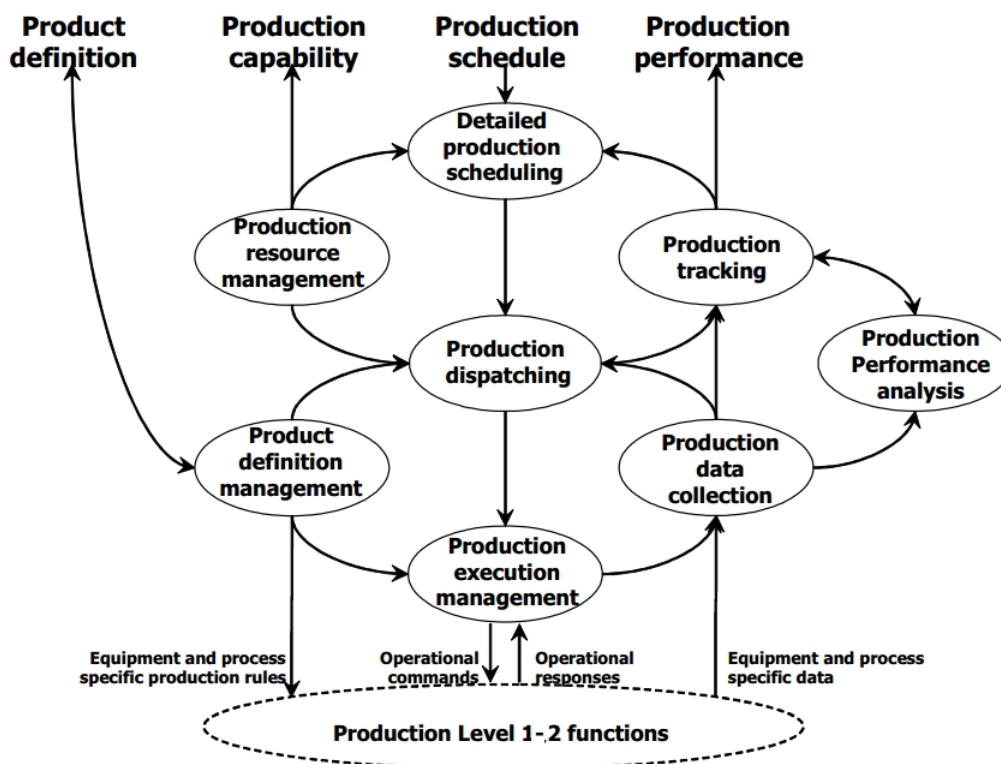 Product
definition
Production
capability
Production
schedule
Production
performance
Detailed
production
scheduling
Production
resource
management
Production
tracking
Production
dispatching
Production
Performance
analysis
Product
definition
management
Production
data
collection
Production
execution
management
Equipment and process
specific production rules
Operational
commands
Operational
responses
Equipment and process
specific data
Production Level 1-.2 functions